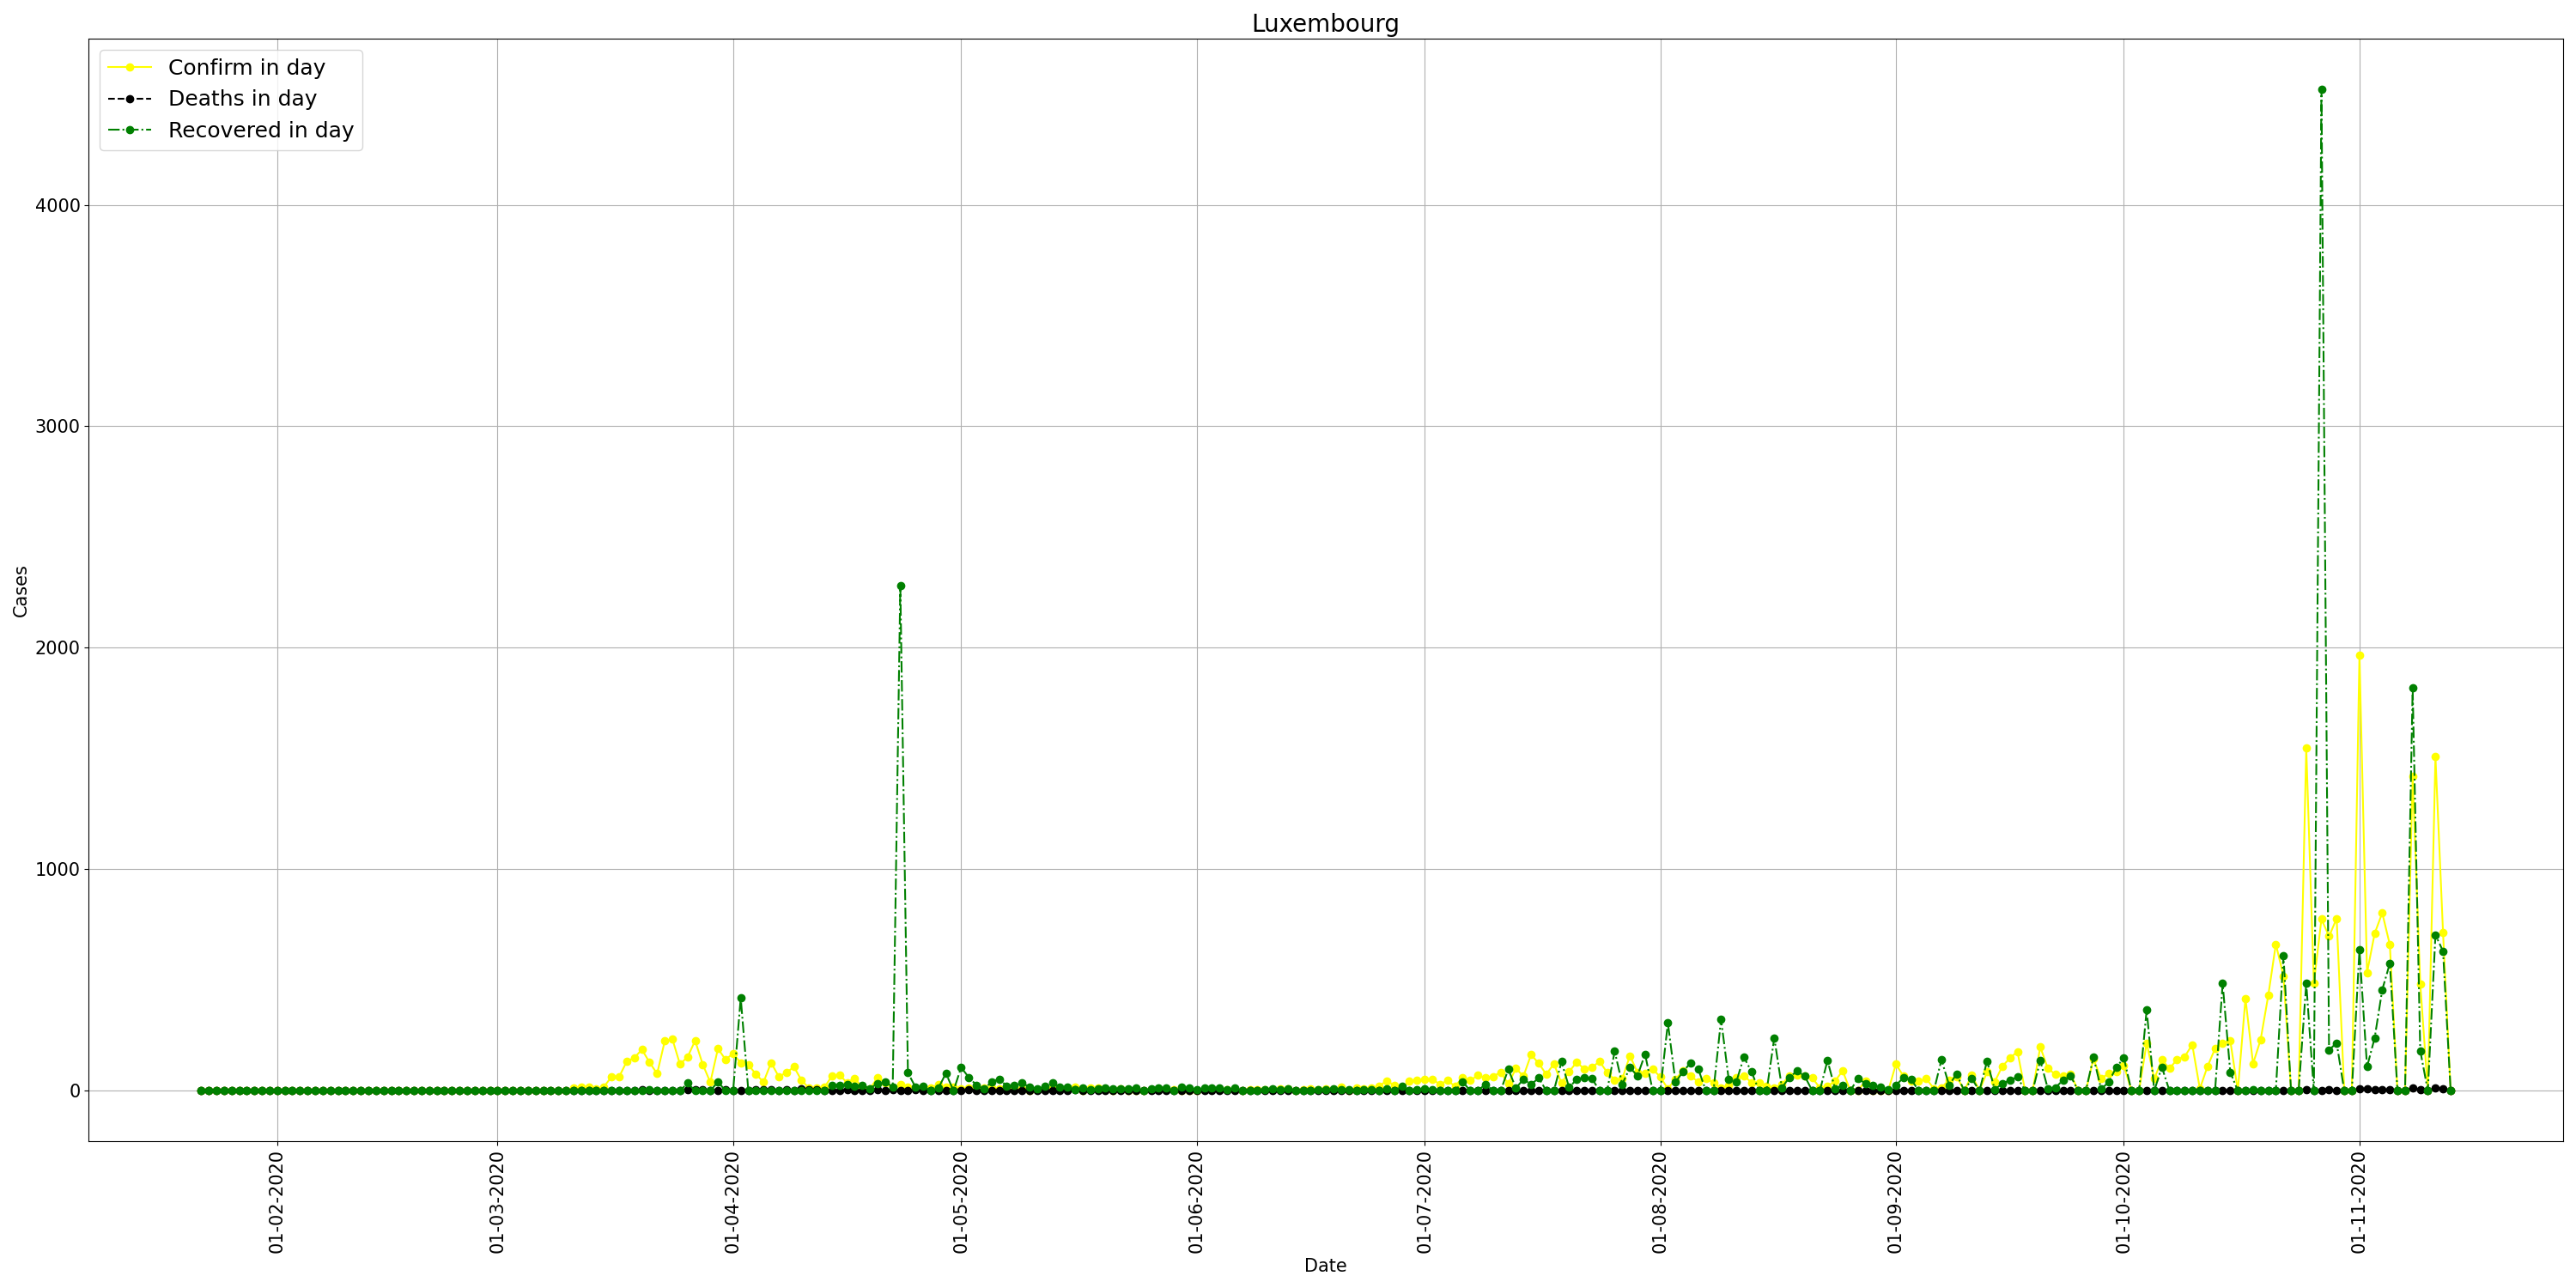 Luxembourg
Confirm in day
Deaths in day
Recovered in day
4000
3000
2000
1000
0
Cases
01-02-2020
01-03-2020
01-04-2020
01-05-2020
01-06-2020
01-07-2020
01-08-2020
01-09-2020
01-10-2020
01-11-2020
Date